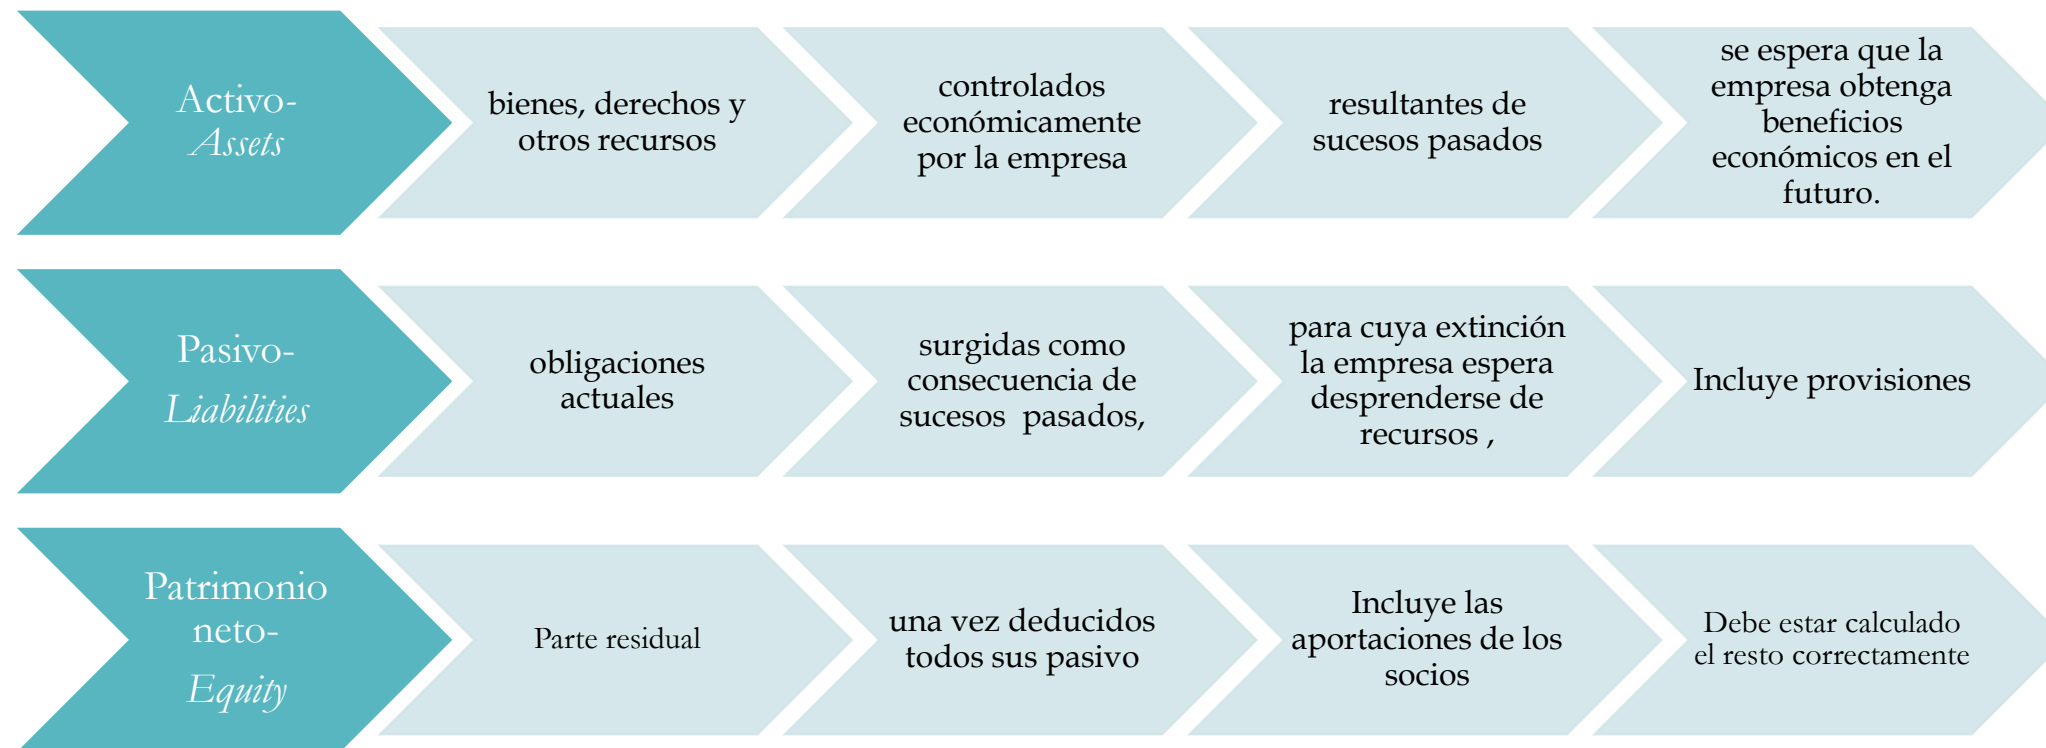 Activo-
Assets
bienes, derechos y
otros recursos
controlados
económicamente
por la empresa
resultantes de
sucesos pasados
se espera que la
empresa obtenga
beneficios
económicos en el
futuro.
Pasivo-
Liabilities
obligaciones
actuales
surgidas como
consecuencia de
sucesos  pasados,
para cuya extinción
la empresa espera
desprenderse de
recursos ,
Incluye provisiones
Patrimonio
neto-
Equity
Parte residual
una vez deducidos
todos sus pasivo
Incluye las
aportaciones de los
socios
Debe estar calculado
el resto correctamente